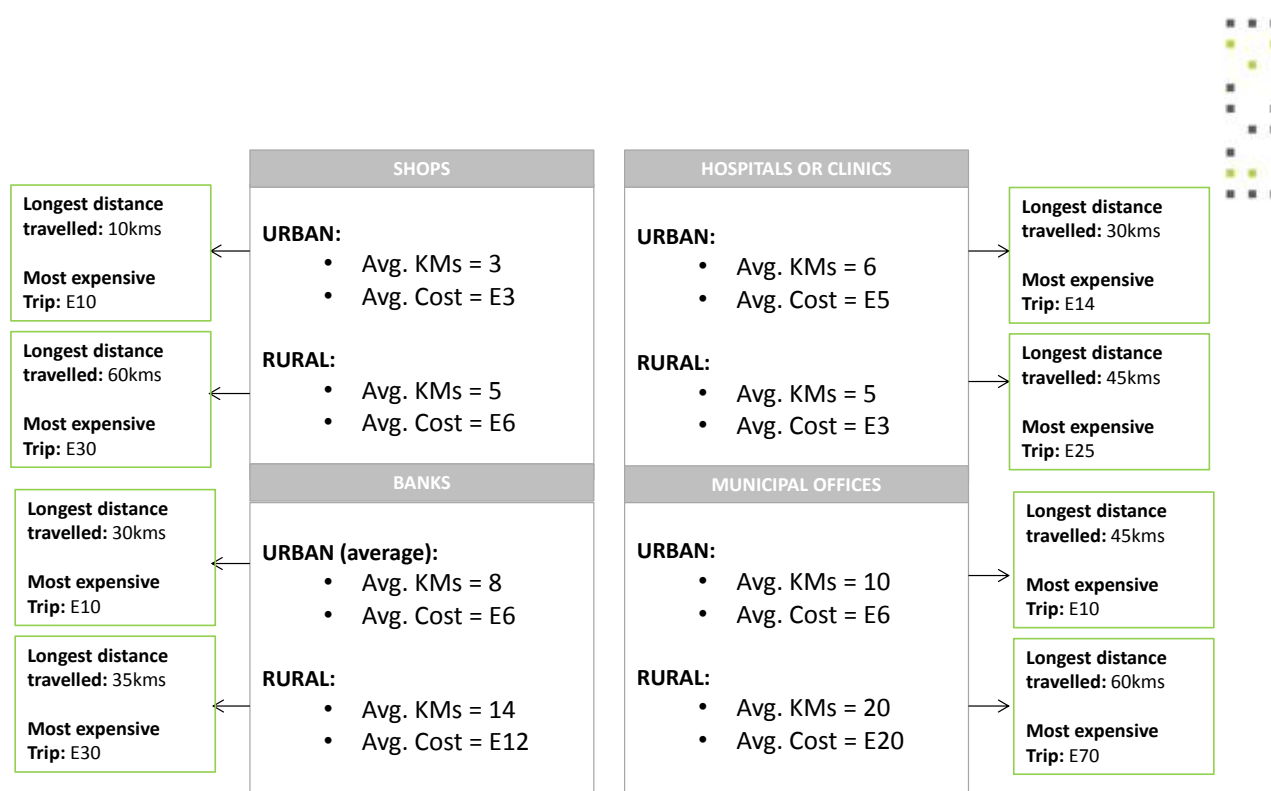 SHOPS
Longest distance
travelled: 10kms
Most expensive
Trip: E10
URBAN:
• Avg. KMs = 3
• Avg. Cost = E3
Longest distance
travelled: 60kms
Most expensive
Trip: E30
RURAL:
• Avg. KMs = 5
• Avg. Cost = E6
HOSPITALS OR CLINICS
URBAN:
• Avg. KMs = 6
• Avg. Cost = E5
Longest distance
travelled: 30kms
Most expensive
Trip: E14
RURAL:
• Avg. KMs = 5
• Avg. Cost = E3
Longest distance
travelled: 45kms
Most expensive
Trip: E25
BANKS
Longest distance
travelled: 30kms
Most expensive
Trip: E10
URBAN (average):
• Avg. KMs = 8
• Avg. Cost = E6
Longest distance
travelled: 35kms
Most expensive
Trip: E30
RURAL:
• Avg. KMs = 14
• Avg. Cost = E12
MUNICIPAL OFFICES
URBAN:
• Avg. KMs = 10
• Avg. Cost = E6
Longest distance
travelled: 45kms
Most expensive
Trip: E10
RURAL:
• Avg. KMs = 20
• Avg. Cost = E20
Longest distance
travelled: 60kms
Most expensive
Trip: E70